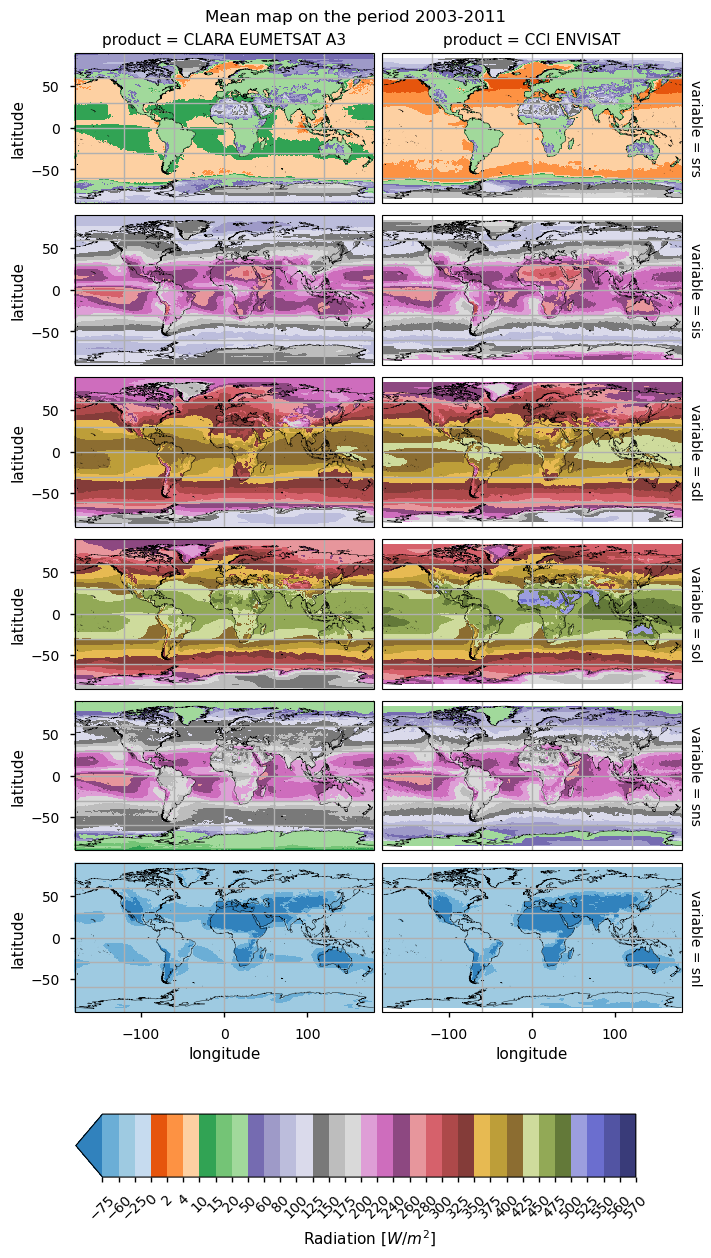 Mean map on the period 2003-2011
product = CLARA EUMETSAT A3
product = CCI ENVISAT
50
0
−50
latitude
variable = srs
50
0
−50
latitude
variable = sis
50
0
−50
latitude
variable = sdl
50
0
−50
latitude
variable = sol
50
0
−50
latitude
variable = sns
50
0
−50
latitude
variable = snl
−100 0 100
−100 0 100
longitude
longitude
−75 −60 −25 0 2 4 10 15 20 50 60 80 100 125 150 175 200 220 240 260 280 300 325 350 375 400 425 450 475 500 525 550 560 570
Radiation [W/m²]